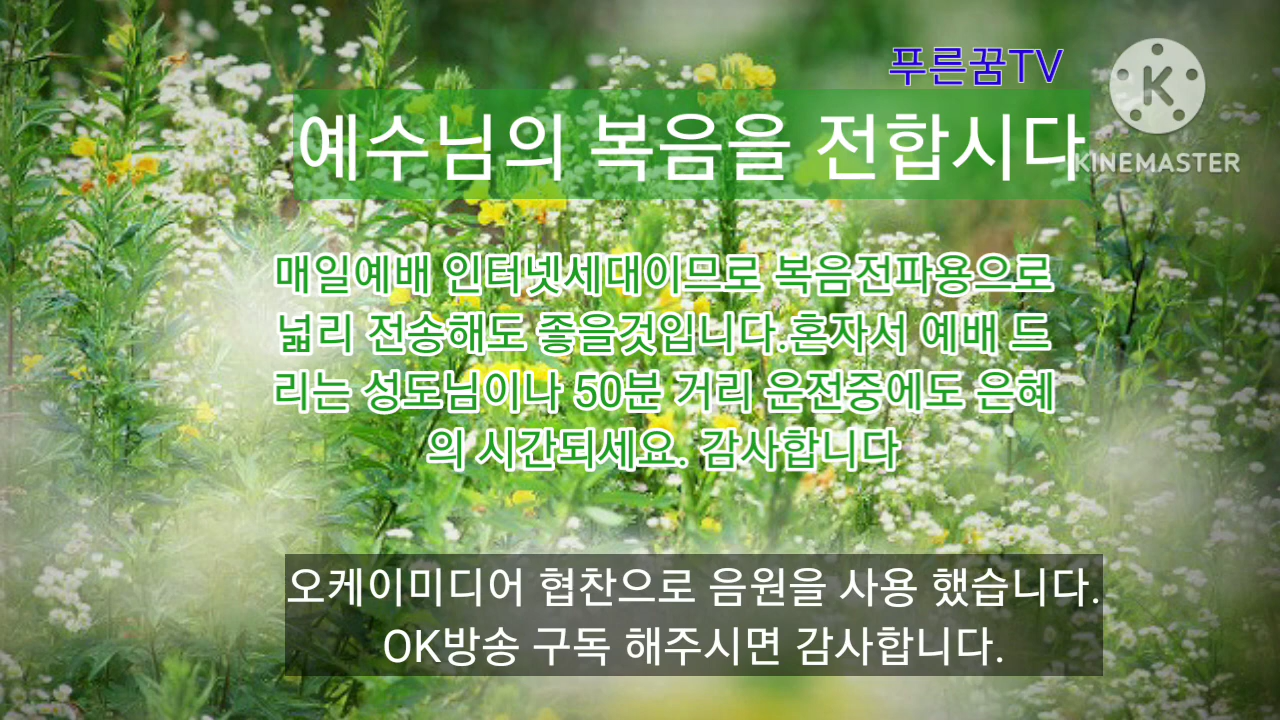 푸른꿈TV
예수님의 복음을 전합시다
KINEMASTER
매일예배 인터넷세대이므로 복음전파용으로
넓리 전송해도 좋을것입니다.혼자서 예배 드
리는 성도님이나 50분 거리 운전중에도 은혜
의 시간되세요. 감사합니다
오케이미디어 협찬으로 음원을 사용 했습니다.
OK방송 구독 해주시면 감사합니다.